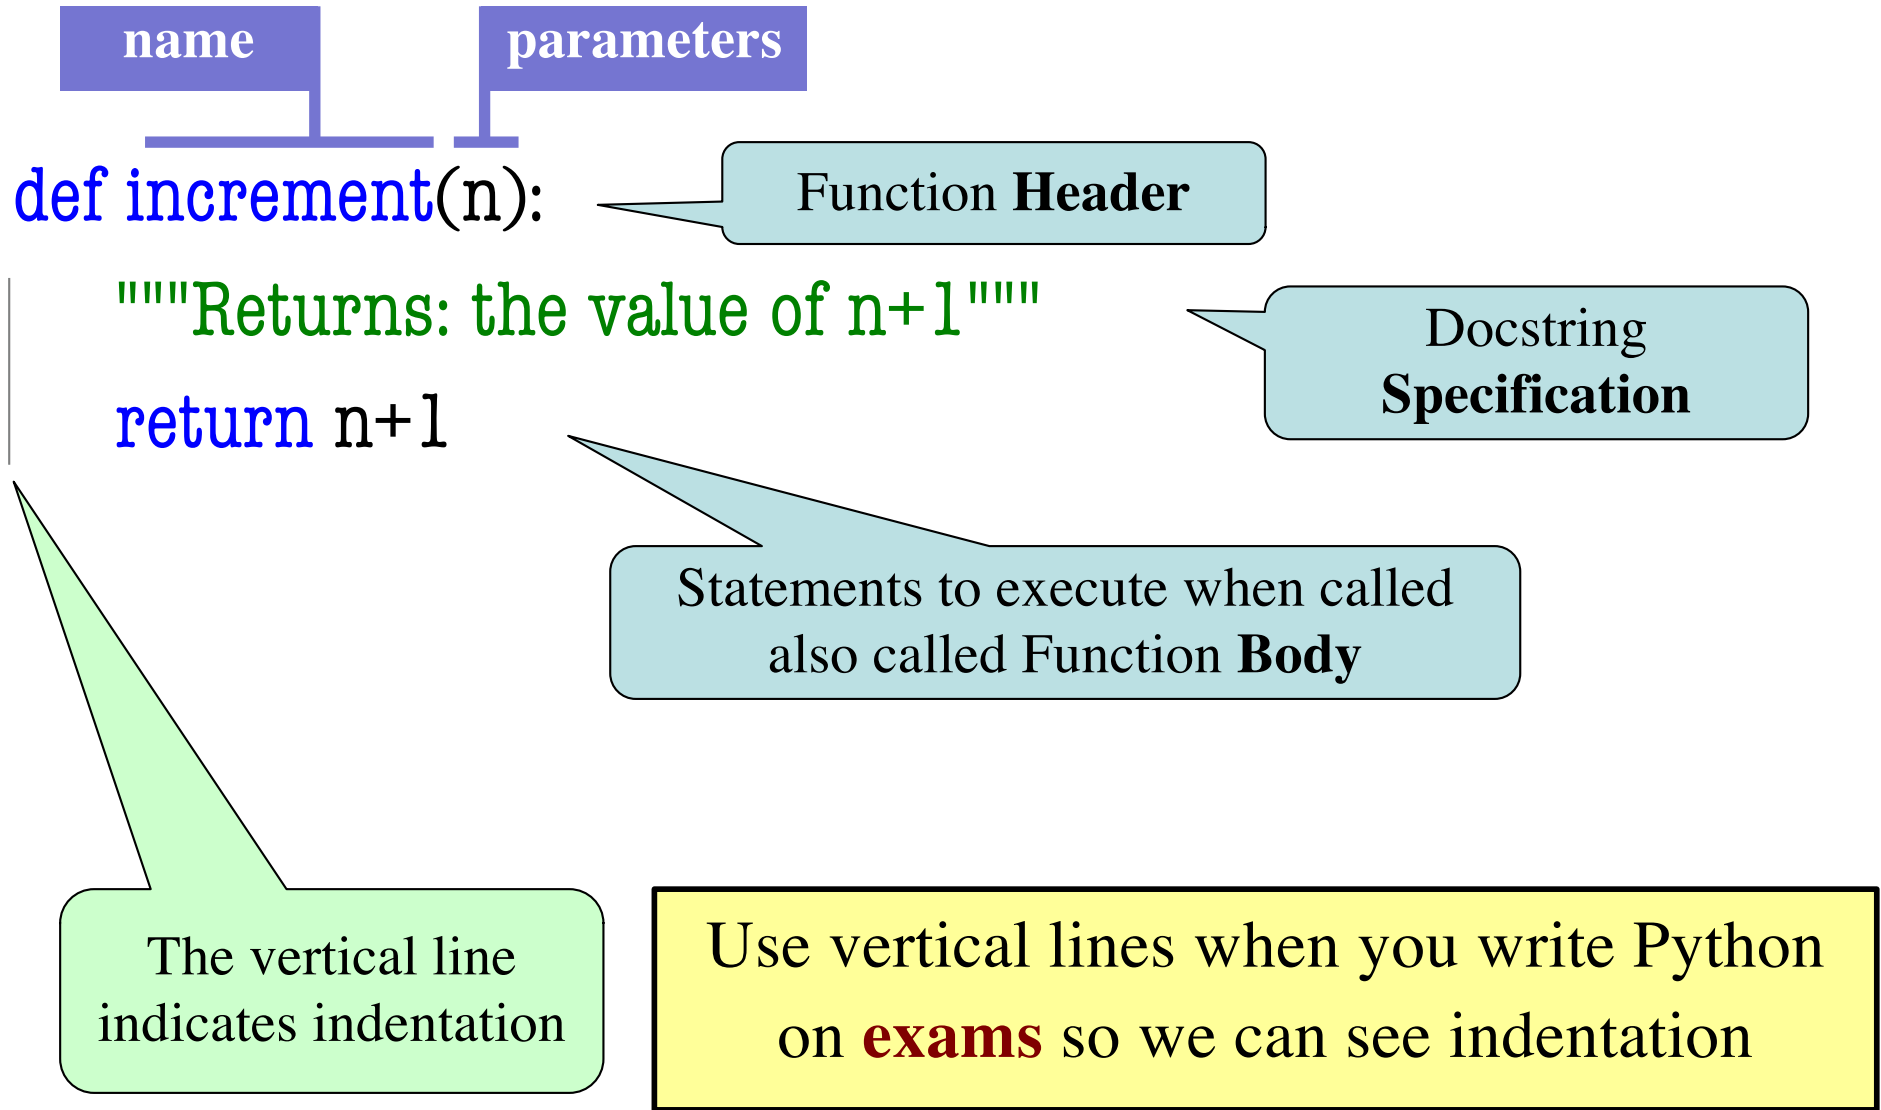 name
parameters
def increment(n):
Function Header
"""Returns: the value of n+1"""
Docstring
Specification
return n+1
Statements to execute when called
also called Function Body
The vertical line
indicates indentation
Use vertical lines when you write Python
on exams so we can see indentation